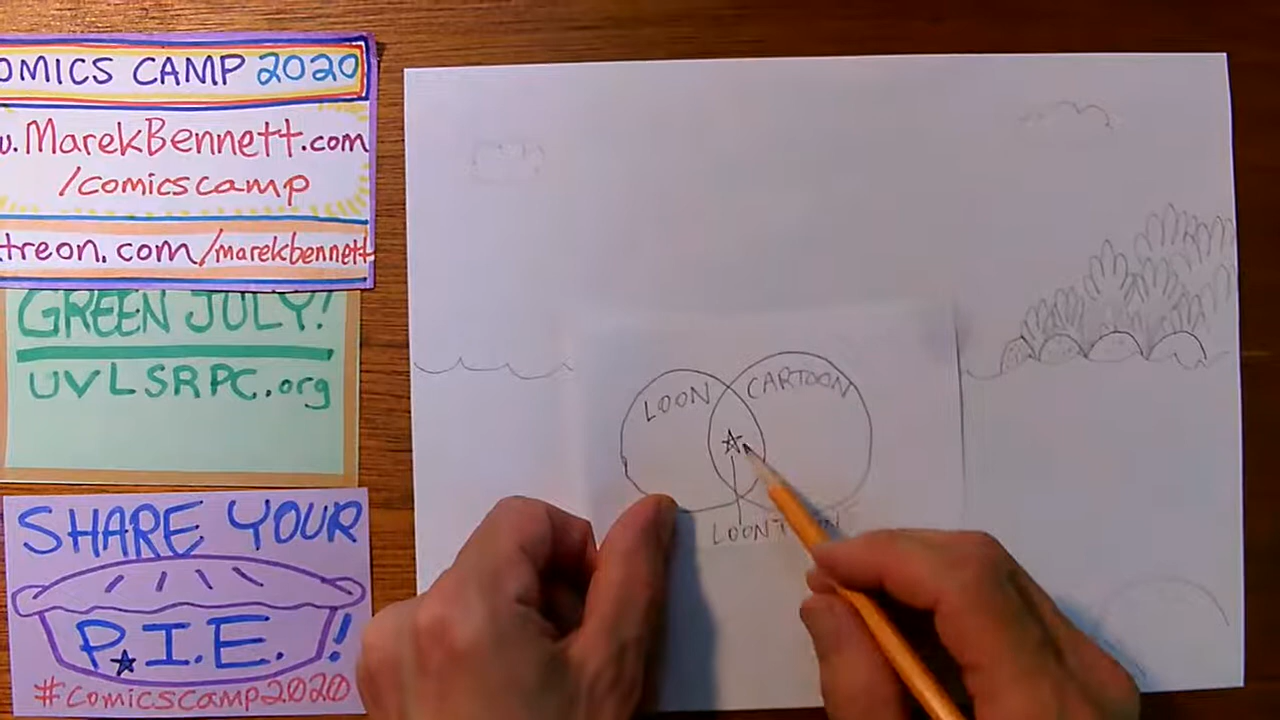 OMICS CAMP 2020
w.MarekBennett.com
/comicscamp
treon.com/marekbennett
GREEN JULY!
UVLSRPC.org
SHARE YOUR
P.I.E.!
#comicscamp2020
LOON
CARTOON